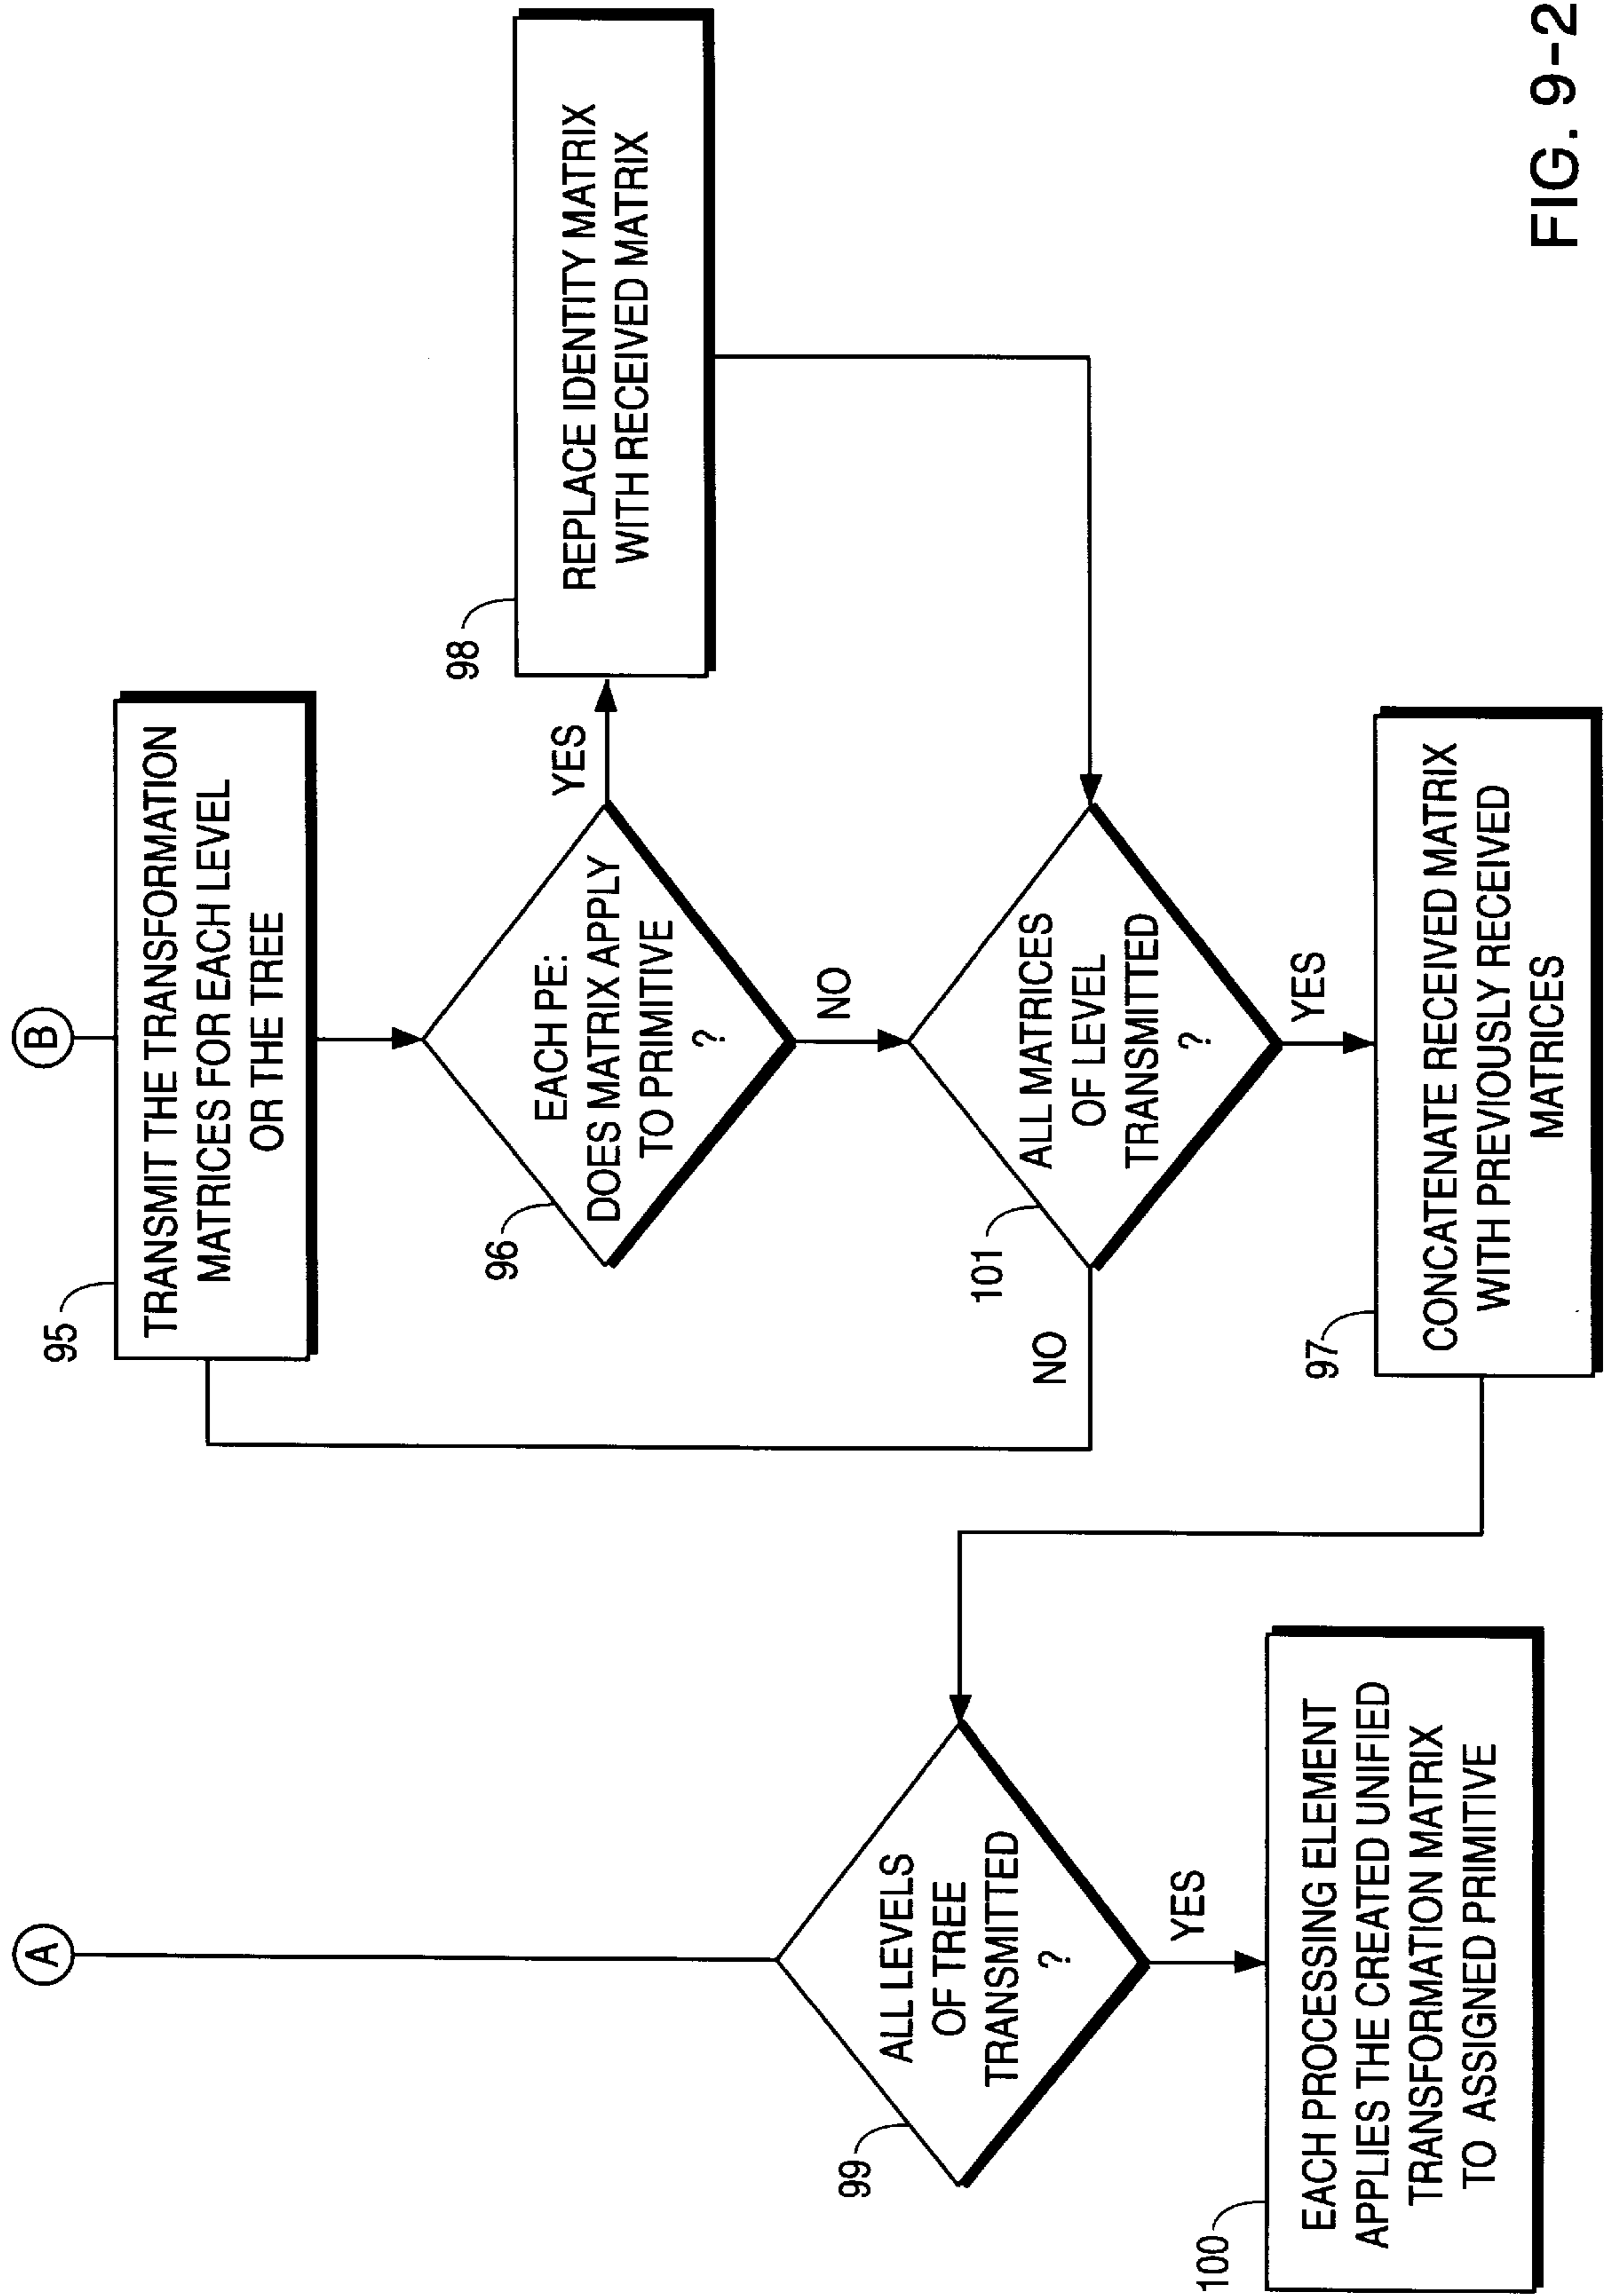 A
B
95
TRANSMIT THE TRANSFORMATION
MATRICES FOR EACH LEVEL
OR THE TREE
96
EACH PE:
DOES MATRIX APPLY
TO PRIMITIVE
?
YES
98
REPLACE IDENTITY MATRIX
WITH RECEIVED MATRIX
NO
101
ALL MATRICES
OF LEVEL
TRANSMITTED
?
NO
YES
97
CONCATENATE RECEIVED MATRIX
WITH PREVIOUSLY RECEIVED
MATRICES
99
ALL LEVELS
OF TREE
TRANSMITTED
?
YES
100
EACH PROCESSING ELEMENT
APPLIES THE CREATED UNIFIED
TRANSFORMATION MATRIX
TO ASSIGNED PRIMITIVE
FIG. 9-2